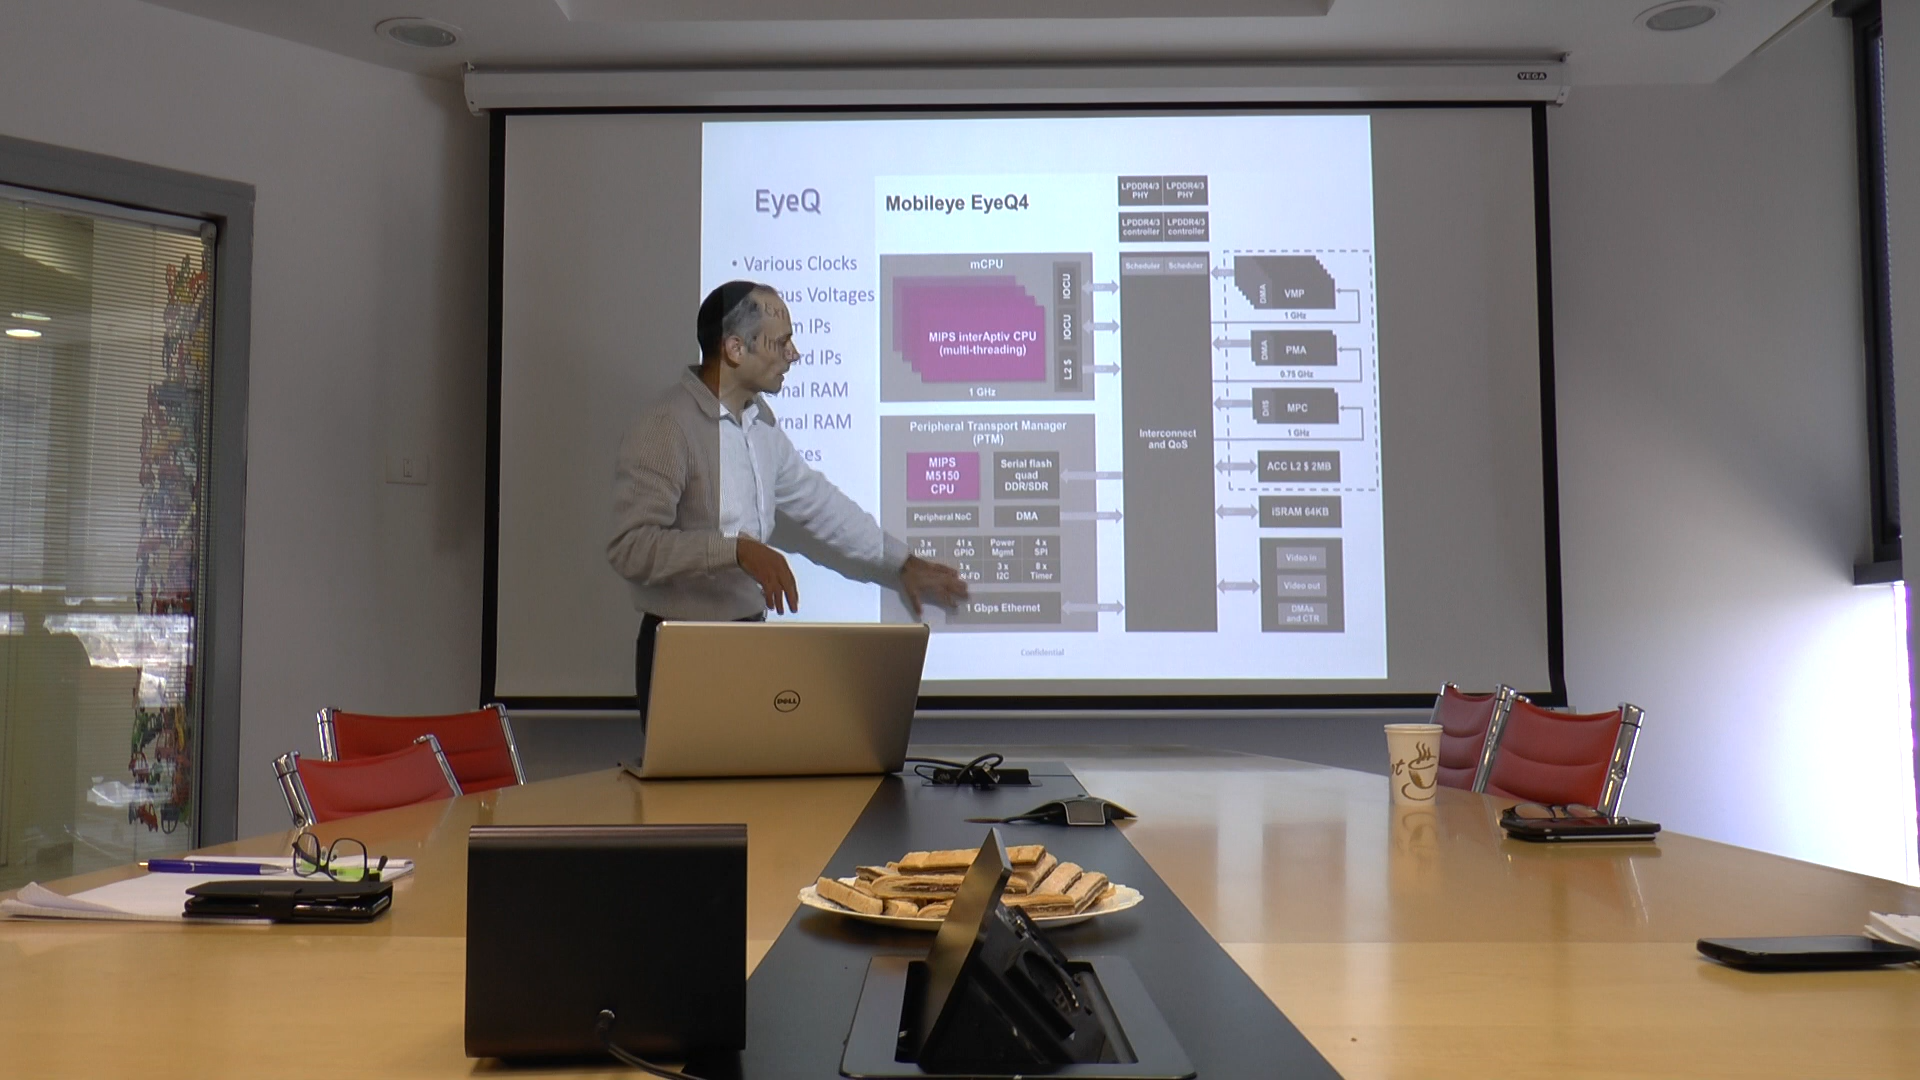 VEGA
EyeQ
• Various Clocks
ous Voltages
m IPs
rd IPs
nal RAM
rnal RAM
ces
Mobileye EyeQ4
LPDDR4/3 PHY
LPDDR4/3 PHY
LPDDR4/3 controller
LPDDR4/3 controller
mCPU
MIPS interAptiv CPU
(multi-threading)
IOCU
IOCU
L2 $
1 GHz
Peripheral Transport Manager
(PTM)
MIPS
M5150
CPU
Serial flash
quad
DDR/SDR
Peripheral NoC
DMA
3 x
UART
41 x
GPIO
Power
Mgmt
4 x
SPI
3 x
N-FD
3 x
I2C
8 x
Timer
1 Gbps Ethernet
Scheduler
Scheduler
Interconnect
and QoS
DMA
VMP
1 GHz
DMA
PMA
0.75 GHz
MPC
1 GHz
ACC L2 $ 2MB
iSRAM 64KB
Video in
Video out
DMAs
and CTR
Confidential
DELL